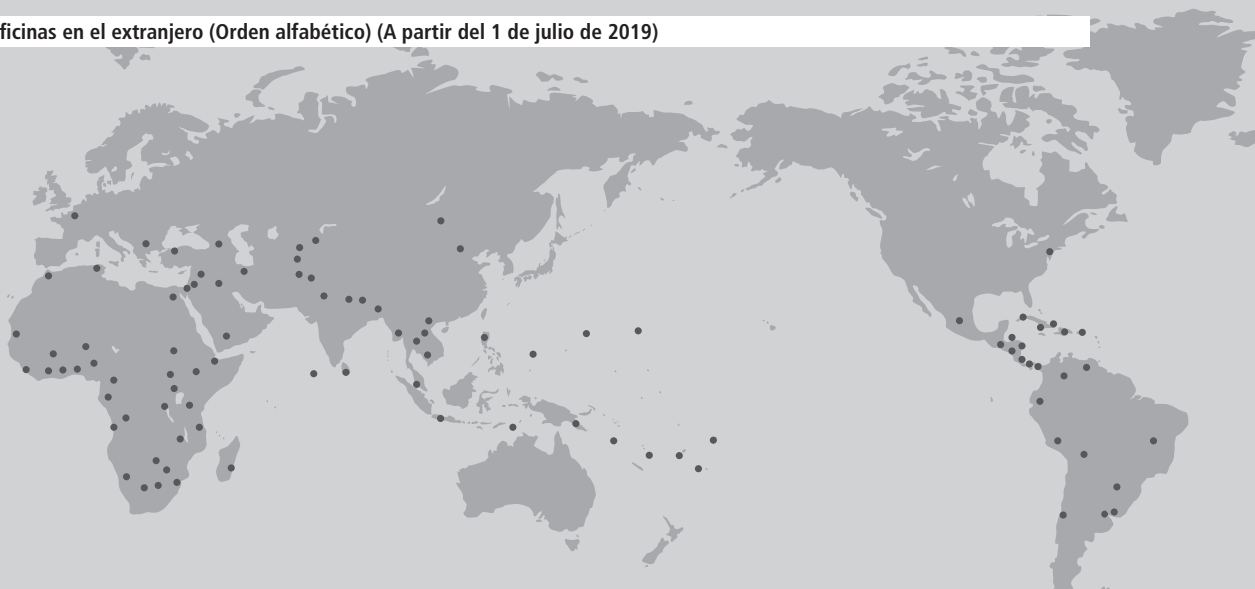 ficinas en el extranjero (Orden alfabético) (A partir del 1 de julio de 2019)